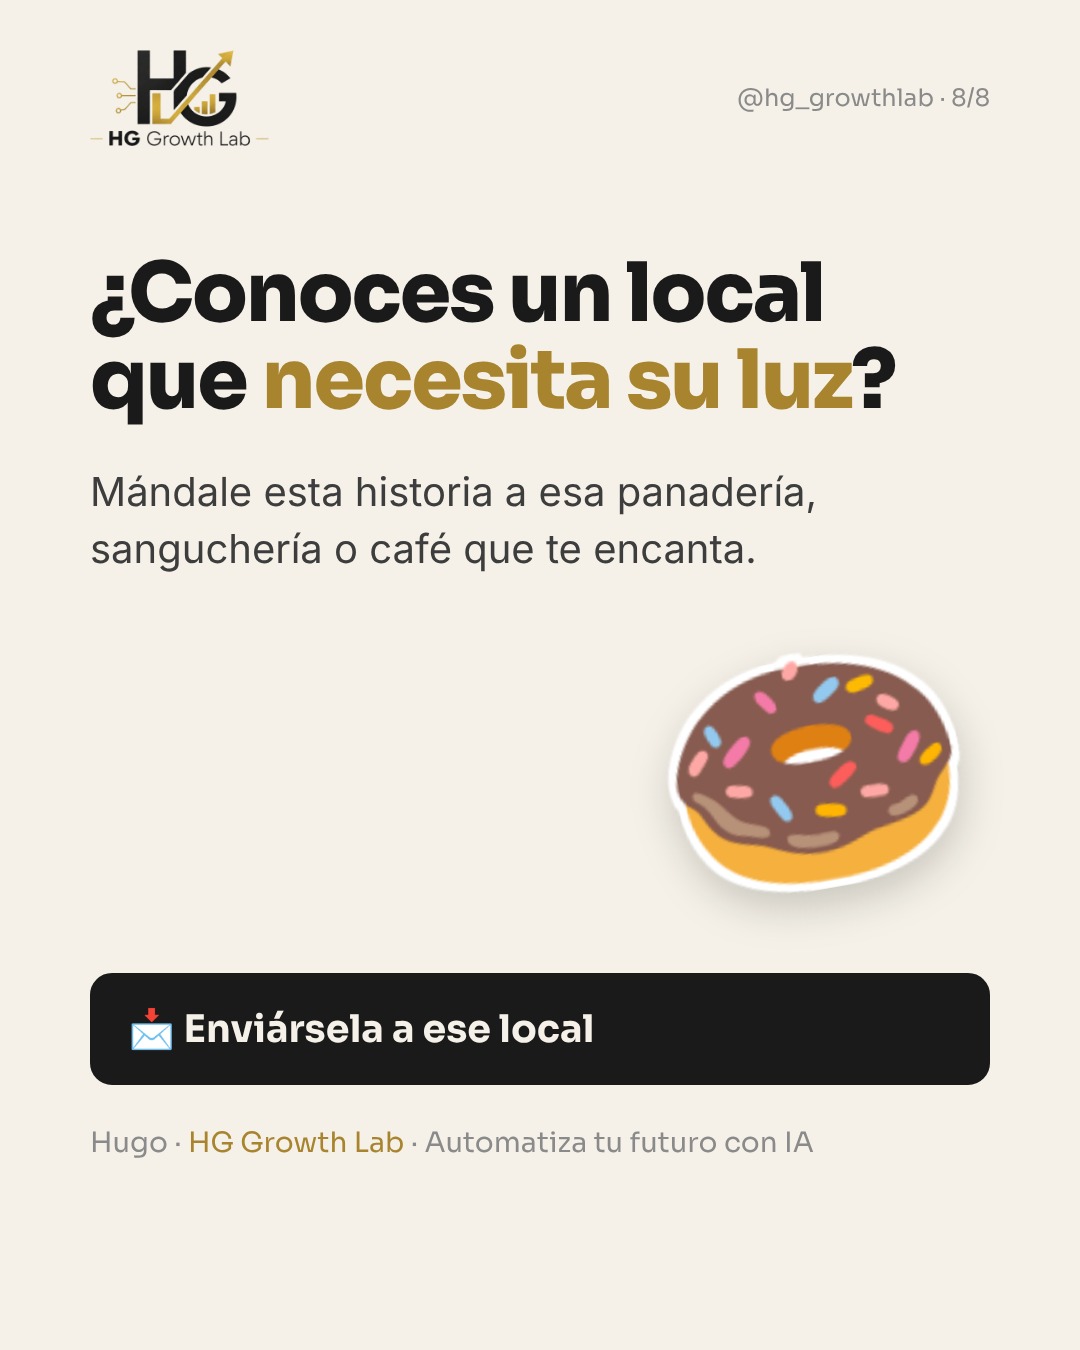 HG
HG Growth Lab
@hg_growthlab · 8/8
¿Conoces un local
que necesita su luz?
Mándale esta historia a esa panadería,
sanguchería o café que te encanta.
📩 Enviársela a ese local
Hugo · HG Growth Lab · Automatiza tu futuro con IA